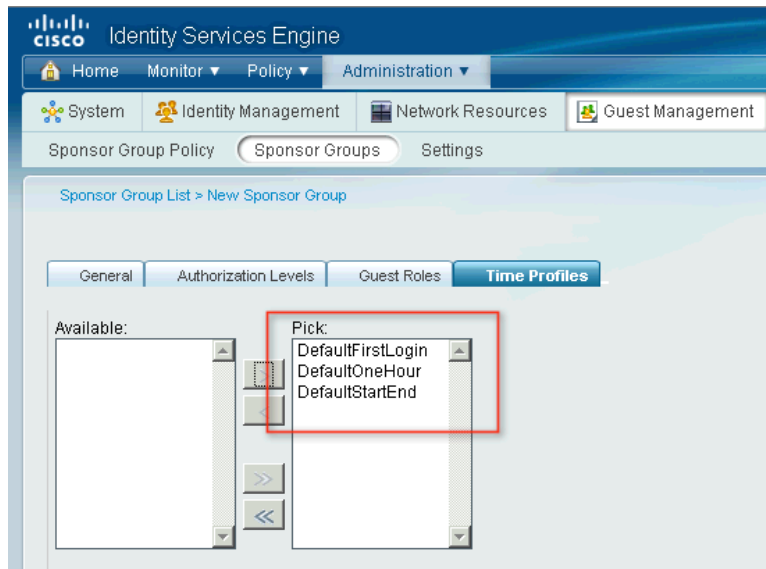 CISCO Identity Services Engine
Home Monitor ▼ Policy ▼ Administration ▼
System Identity Management Network Resources Guest Management
Sponsor Group Policy Sponsor Groups Settings
Sponsor Group List > New Sponsor Group
General Authorization Levels Guest Roles Time Profiles
Available: Pick:
DefaultFirstLogin
DefaultOneHour
DefaultStartEnd
>
<
>>
<<